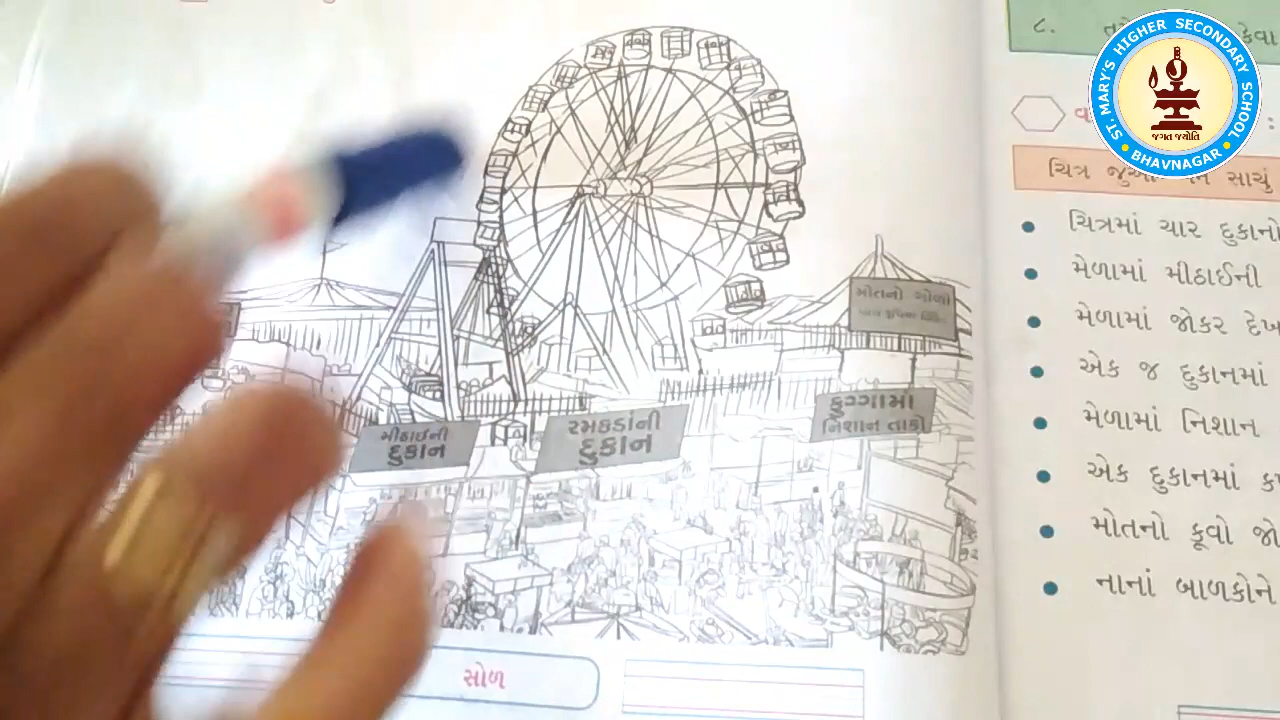 ૮.
ST. MARY'S HIGHER SECONDARY SCHOOL
BHAVNAGAR
જગત જ્યોતિ
ચિત્ર
સાચું
ચિત્રમાં ચાર દુકાનો
મેળામાં મીઠાઈની
મેળામાં જોકર
એક જ દુકાનમાં
મેળામાં નિશાન
એક દુકાનમાં
મોતનો કૂવો
નાનાં બાળકોને
મોતનો ગોળો
ફુગ્ગામાં
નિશાન તાકો
રમકડાંની
દુકાન
મીઠાઈની
દુકાન
સોળ